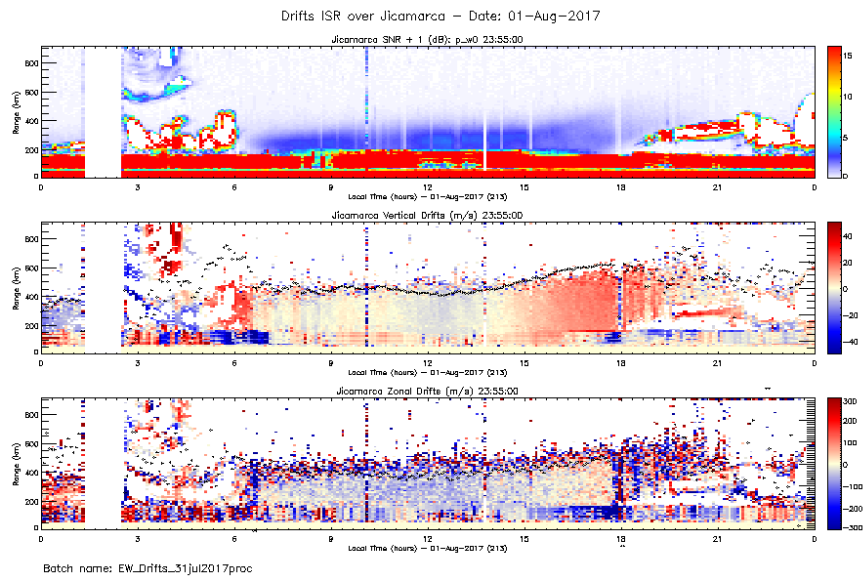 Drifts ISR over Jicamarca - Date: 01-Aug-2017
Jicamarca SNR + 1 (dB): p_w0 23:55:00
Range (km)
800
600
400
200
0
0 3 6 9 12 15 18 21 0
Local Time (hours) - 01-Aug-2017 (213)
15
10
5
0
Jicamarca Vertical Drifts (m/s) 23:55:00
Range (km)
800
600
400
200
0
0 3 6 9 12 15 18 21 0
Local Time (hours) - 01-Aug-2017 (213)
40
20
0
-20
-40
Jicamarca Zonal Drifts (m/s) 23:55:00
Range (km)
800
600
400
200
0
0 3 6 9 12 15 18 21 0
Local Time (hours) - 01-Aug-2017 (213)
300
200
100
0
-100
-200
-300
Batch name: EW_Drifts_31jul2017proc